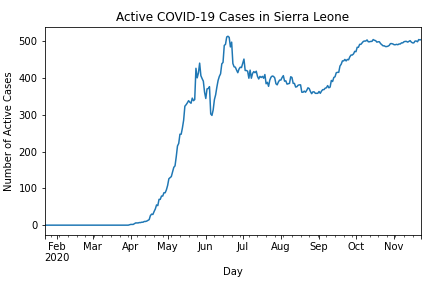 Active COVID-19 Cases in Sierra Leone
Number of Active Cases
500
400
300
200
100
0
Feb Mar Apr May Jun Jul Aug Sep Oct Nov
2020
Day